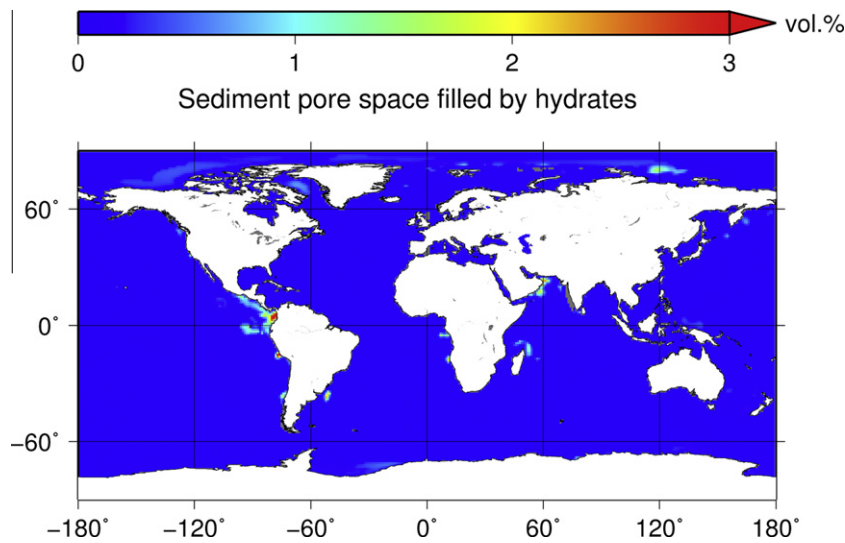 vol.%
0 1 2 3
Sediment pore space filled by hydrates
60°
0°
−60°
−180° −120° −60° 0° 60° 120° 180°